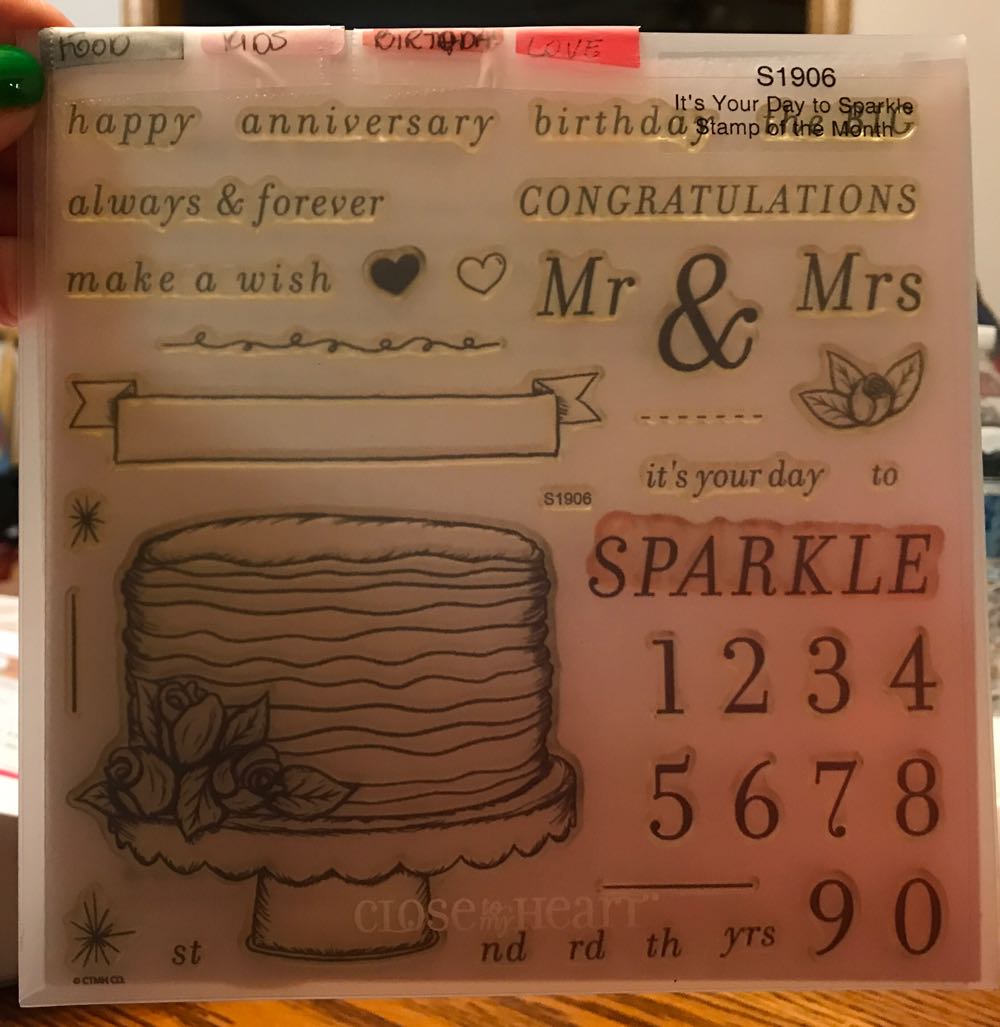 FOOD KIDS BIRTHDAY LOVE
S1906
It's Your Day to Sparkle
Stamp of the Month
happy anniversary birthday the BIG
always & forever CONGRATULATIONS
make a wish Mr & Mrs
it's your day to
S1906
SPARKLE
1 2 3 4
5 6 7 8
9 0
CLOSE to my HEART
st nd rd th yrs
© CTMH CO.